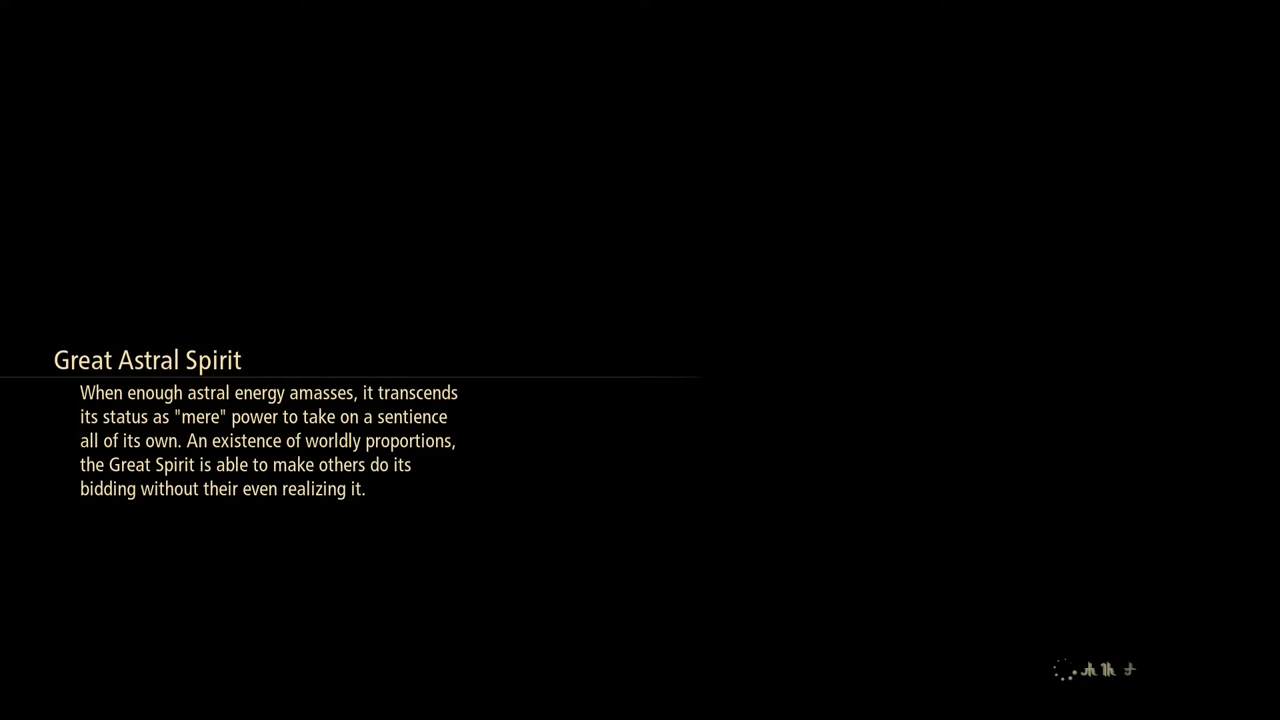 Great Astral Spirit
When enough astral energy amasses, it transcends
its status as "mere" power to take on a sentience
all of its own. An existence of worldly proportions,
the Great Spirit is able to make others do its
bidding without their even realizing it.